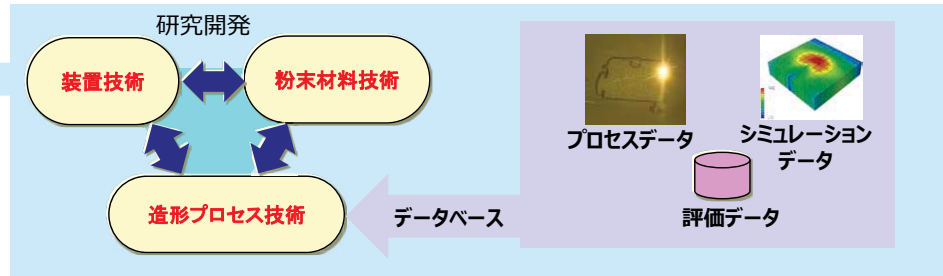 研究開発
装置技術
粉末材料技術
造形プロセス技術
データベース
プロセスデータ
シミュレーション
データ
評価データ